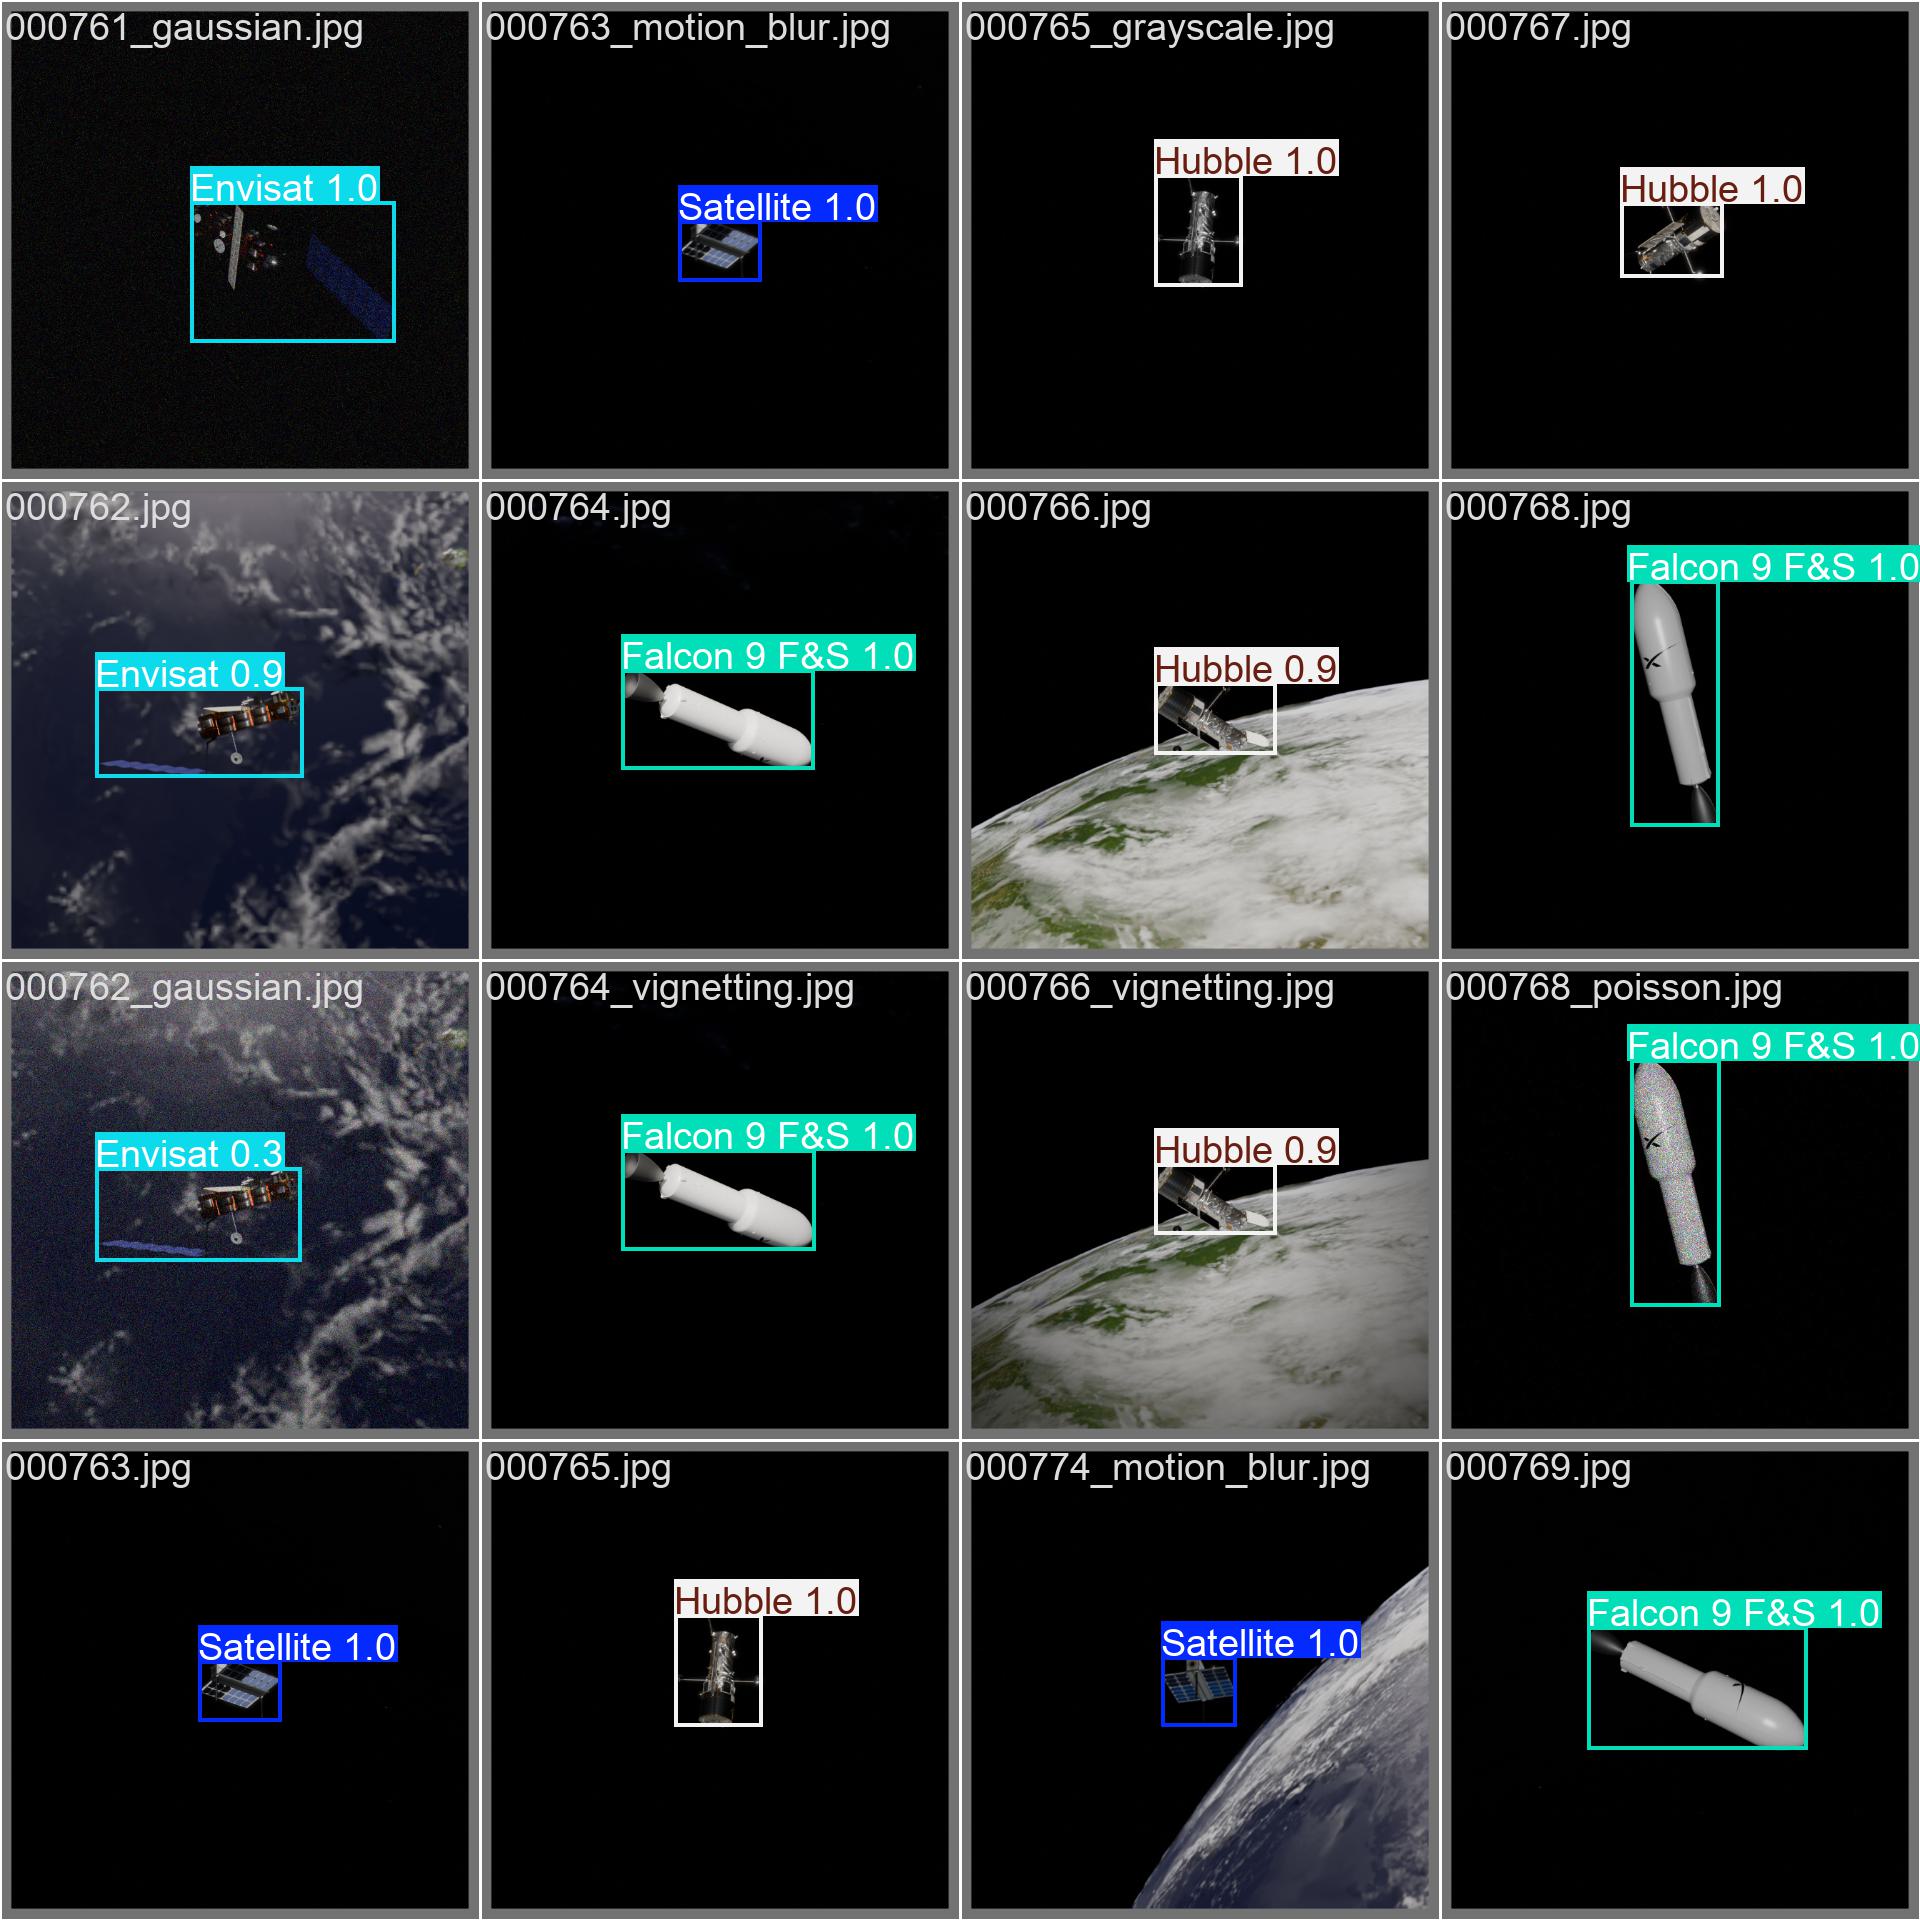 000761_gaussian.jpg
Envisat 1.0
000763_motion_blur.jpg
Satellite 1.0
000765_grayscale.jpg
Hubble 1.0
000767.jpg
Hubble 1.0
000762.jpg
Envisat 0.9
000764.jpg
Falcon 9 F&S 1.0
000766.jpg
Hubble 0.9
000768.jpg
Falcon 9 F&S 1.0
000762_gaussian.jpg
Envisat 0.3
000764_vignetting.jpg
Falcon 9 F&S 1.0
000766_vignetting.jpg
Hubble 0.9
000768_poisson.jpg
Falcon 9 F&S 1.0
000763.jpg
Satellite 1.0
000765.jpg
Hubble 1.0
000774_motion_blur.jpg
Satellite 1.0
000769.jpg
Falcon 9 F&S 1.0